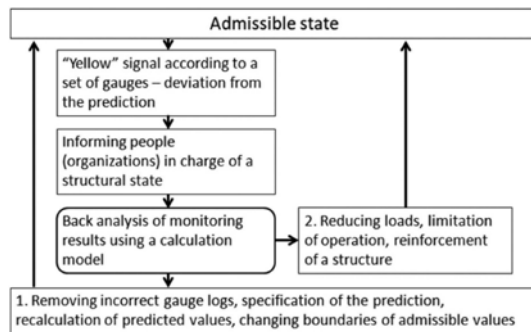 Admissible state
“Yellow” signal according to a
set of gauges – deviation from
the prediction
Informing people
(organizations) in charge of a
structural state
Back analysis of monitoring
results using a calculation
model
2. Reducing loads, limitation
of operation, reinforcement
of a structure
1. Removing incorrect gauge logs, specification of the prediction,
recalculation of predicted values, changing boundaries of admissible values